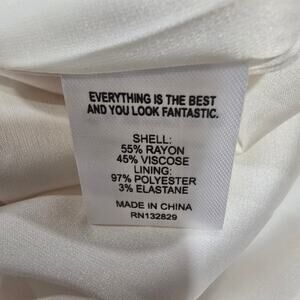 EVERYTHING IS THE BEST
AND YOU LOOK FANTASTIC.
SHELL:
55% RAYON
45% VISCOSE
LINING:
97% POLYESTER
3% ELASTANE
MADE IN CHINA
RN132829